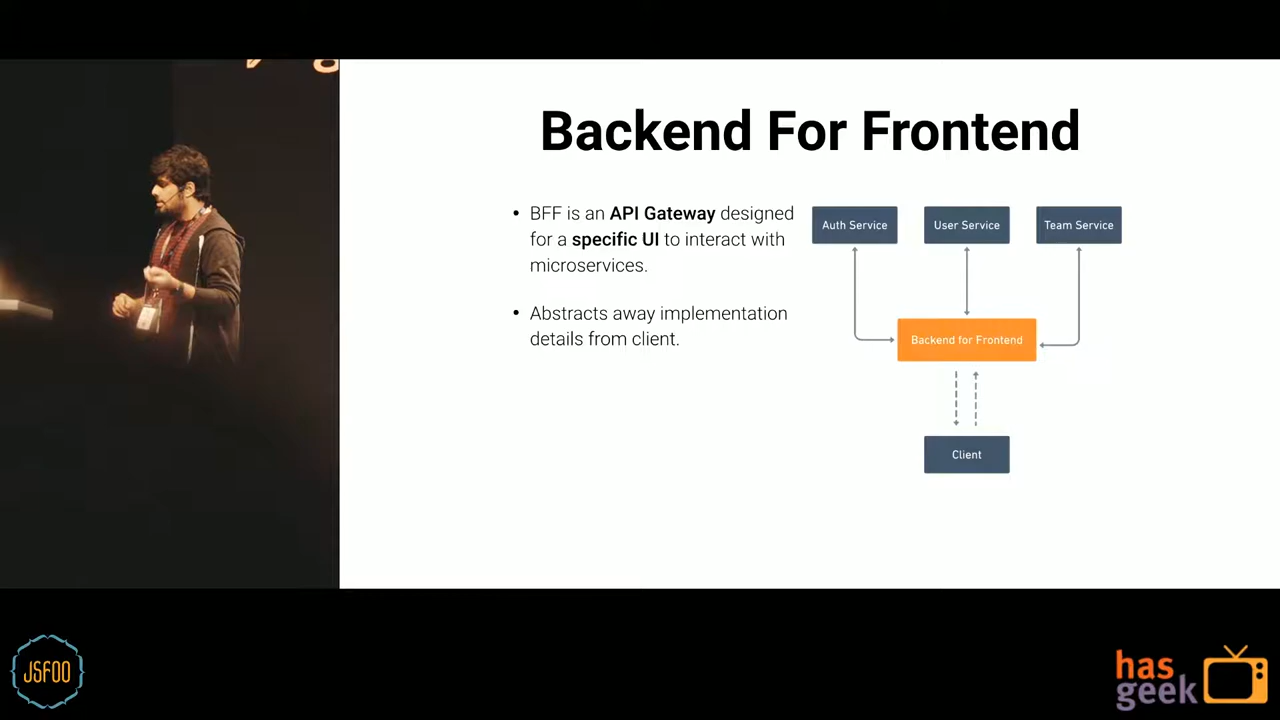 Backend For Frontend
• BFF is an API Gateway designed
for a specific UI to interact with
microservices.
• Abstracts away implementation
details from client.
Auth Service
User Service
Team Service
Backend for Frontend
Client
JSFOO
has
geek